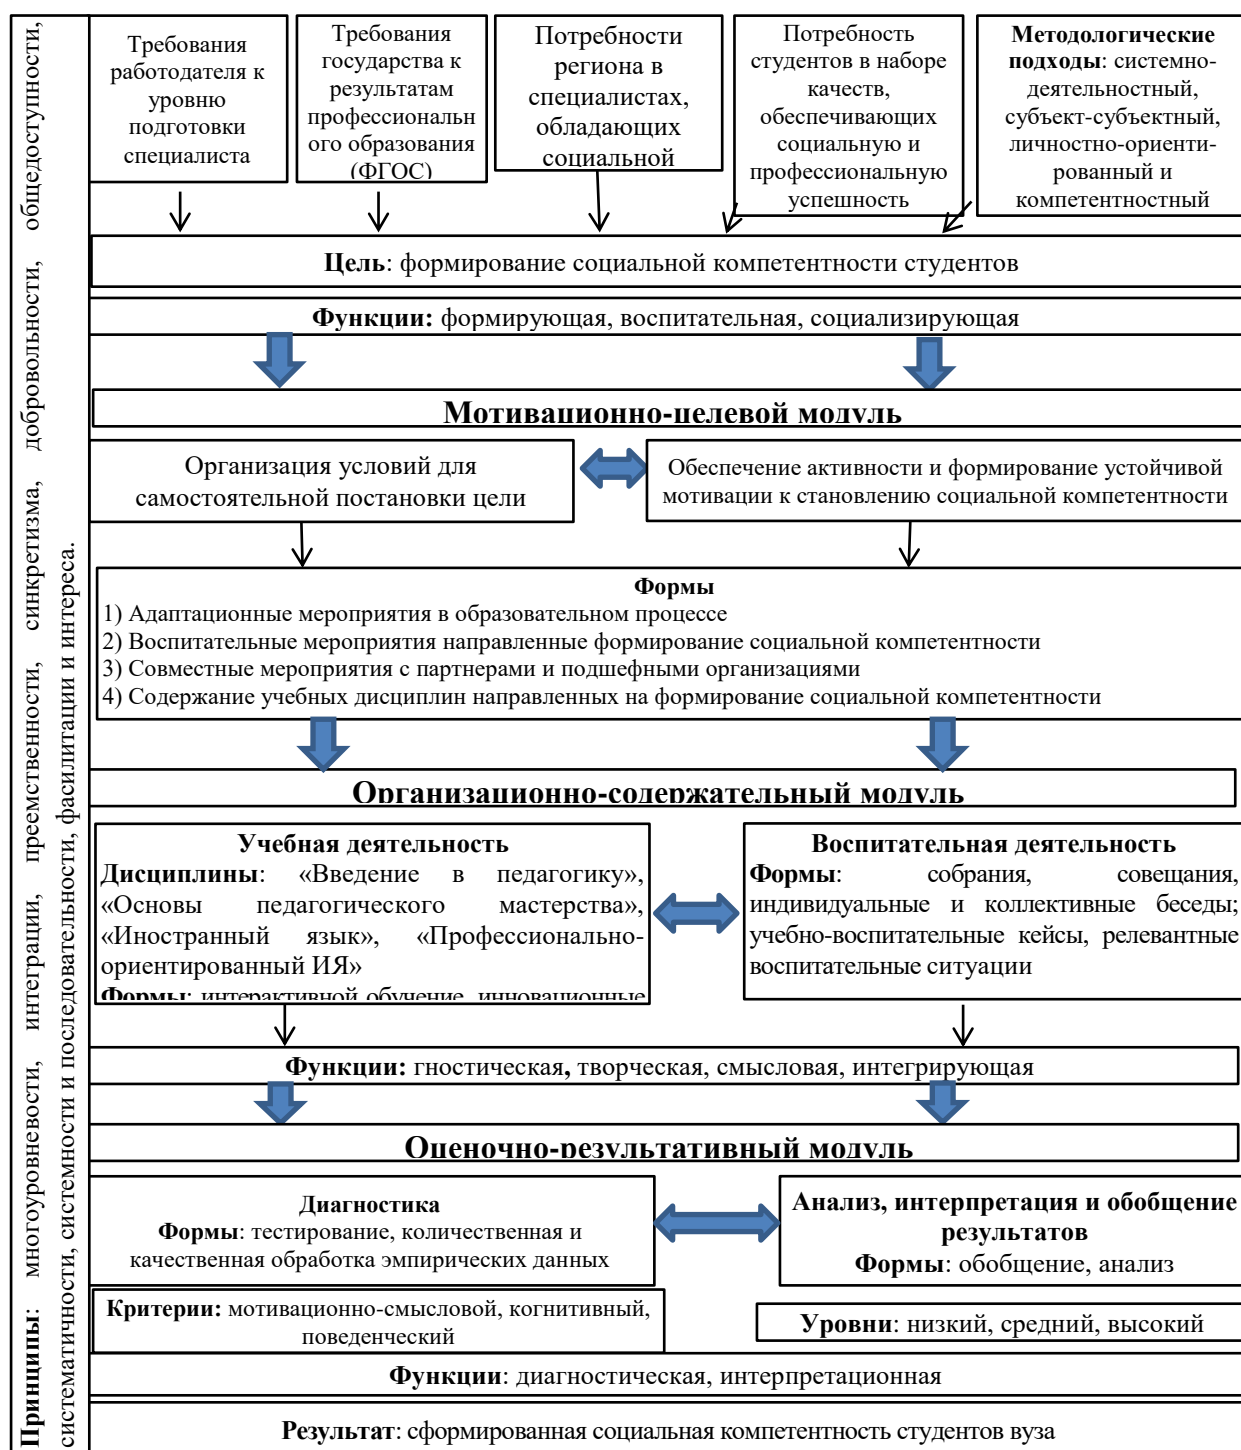 Принципы: многоуровневости, интеграции, преемственности, синкретизма, добровольности, общедоступности,
систематичности, системности и последовательности, фасилитации и интереса.
Требования
работодателя к
уровню
подготовки
специалиста
Требования
государства к
результатам
профессиональн
ого образования
(ФГОС)
Потребности
региона в
специалистах,
обладающих
социальной
Потребность
студентов в наборе
качеств,
обеспечивающих
социальную и
профессиональную
успешность
Методологические
подходы: системно-
деятельностный,
субъект-субъектный,
личностно-ориенти-
рованный и
компетентностный
Цель: формирование социальной компетентности студентов
Функции: формирующая, воспитательная, социализирующая
Мотивационно-целевой модуль
Организация условий для
самостоятельной постановки цели
Обеспечение активности и формирование устойчивой
мотивации к становлению социальной компетентности
Формы
1) Адаптационные мероприятия в образовательном процессе
2) Воспитательные мероприятия направленные формирование социальной компетентности
3) Совместные мероприятия с партнерами и подшефными организациями
4) Содержание учебных дисциплин направленных на формирование социальной компетентности
Организационно-содержательный модуль
Учебная деятельность
Дисциплины: «Введение в педагогику»,
«Основы педагогического мастерства»,
«Иностранный язык», «Профессионально-
ориентированный ИЯ»
Формы: интерактивной обучение, инновационные
Воспитательная деятельность
Формы: собрания, совещания,
индивидуальные и коллективные беседы;
учебно-воспитательные кейсы, релевантные
воспитательные ситуации
Функции: гностическая, творческая, смысловая, интегрирующая
Оценочно-результативный модуль
Диагностика
Формы: тестирование, количественная и
качественная обработка эмпирических данных
Анализ, интерпретация и обобщение
результатов
Формы: обобщение, анализ
Критерии: мотивационно-смысловой, когнитивный,
поведенческий
Уровни: низкий, средний, высокий
Функции: диагностическая, интерпретационная
Результат: сформированная социальная компетентность студентов вуза